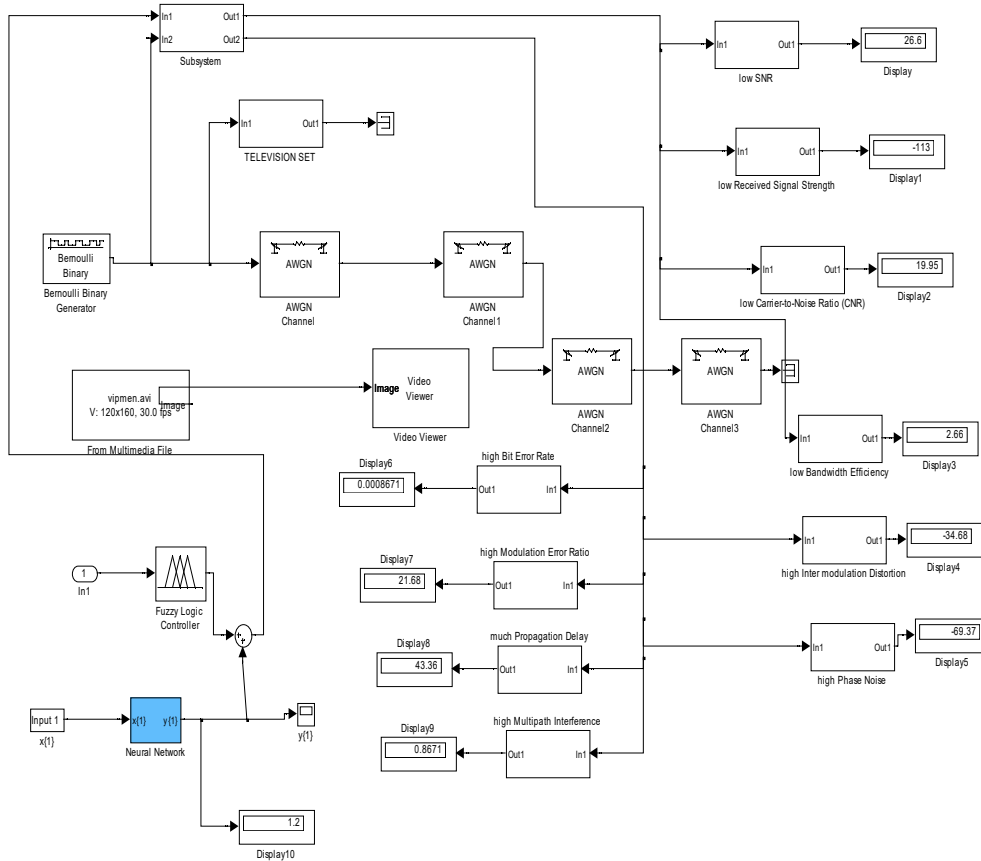 In1
Out1
In2
Out2
Subsystem
In1
Out1
low SNR
26.6
Display
In1
Out1
TELEVISION SET
In1
Out1
low Received Signal Strength
-113
Display1
Bernoulli
Binary
Bernoulli Binary
Generator
AWGN
AWGN
Channel
AWGN
AWGN
Channel1
In1
Out1
low Carrier-to-Noise Ratio (CNR)
19.95
Display2
vipmen.avi
V: 120x160, 30.0 fps
Image
From Multimedia File
Image
Video
Viewer
Video Viewer
AWGN
AWGN
Channel2
AWGN
AWGN
Channel3
In1
Out1
low Bandwidth Efficiency
2.66
Display3
Display6
0.0008671
high Bit Error Rate
Out1
In1
In1
Out1
high Inter modulation Distortion
-34.68
Display4
Display7
21.68
high Modulation Error Ratio
Out1
In1
1
In1
Fuzzy Logic
Controller
Display8
43.36
much Propagation Delay
Out1
In1
In1
Out1
high Phase Noise
-69.37
Display5
Input 1
x{1}
x{1}
y{1}
Neural Network
y{1}
Display9
0.8671
high Multipath Interference
Out1
In1
1.2
Display10